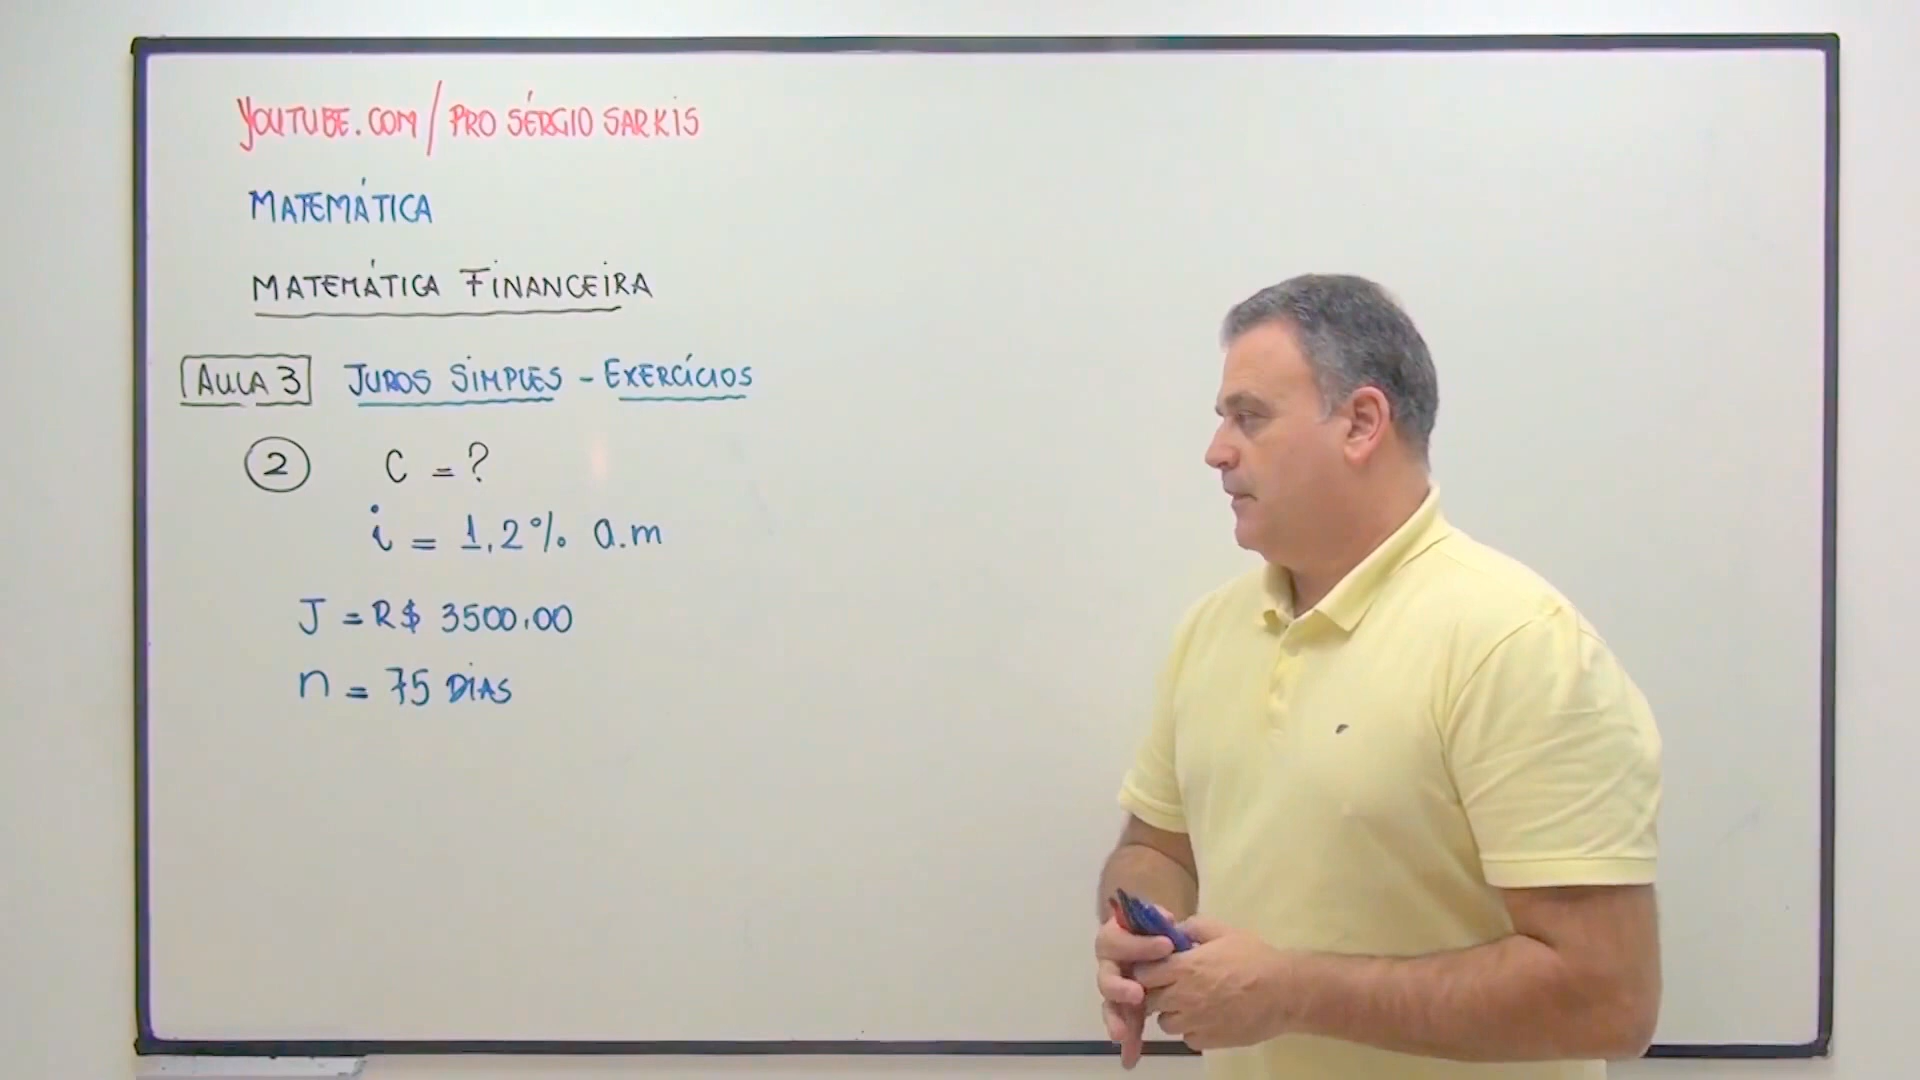 YOUTUBE.COM/PRO SÉRGIO SARKIS
MATEMÁTICA
MATEMÁTICA FINANCEIRA
AULA 3 JUROS SIMPLES - EXERCÍCIOS
2 C = ?
i = 1,2% a.m
J = R$ 3500,00
n = 75 DIAS